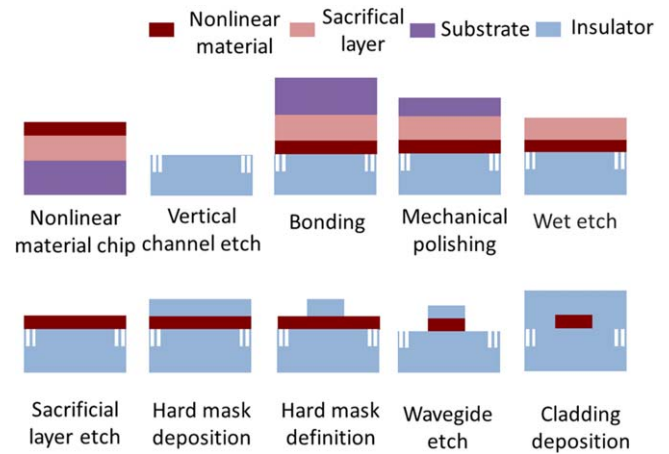 Nonlinear material
Sacrifical layer
Substrate
Insulator
Nonlinear
material chip
Vertical
channel etch
Bonding
Mechanical
polishing
Wet etch
Sacrificial
layer etch
Hard mask
deposition
Hard mask
definition
Wavegide
etch
Cladding
deposition